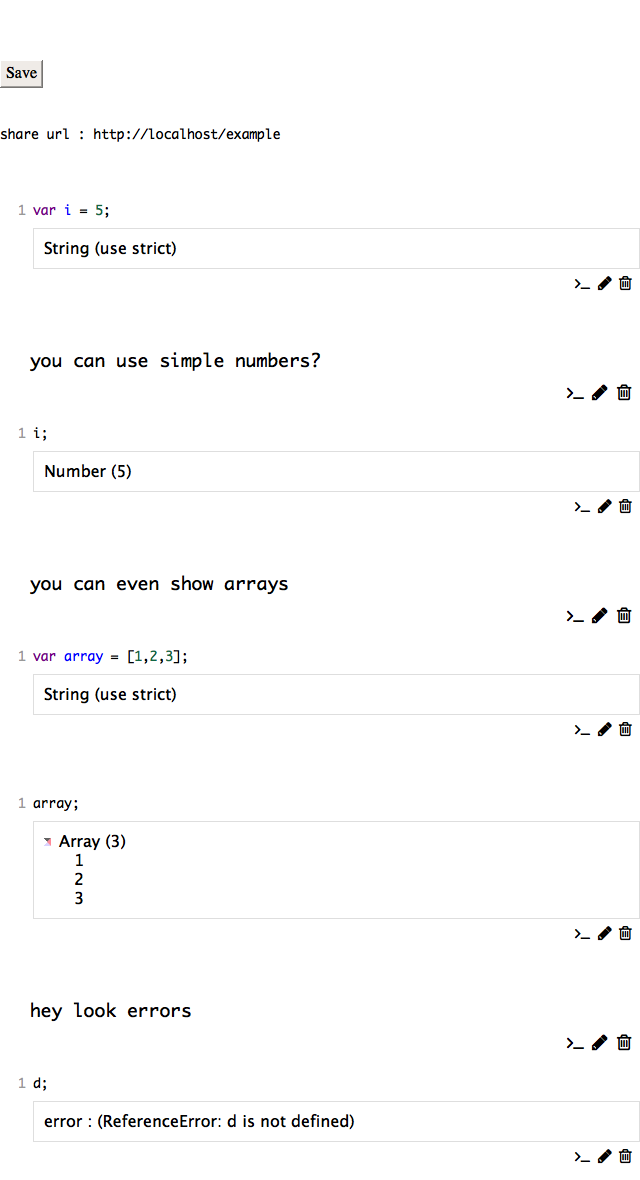 Save
share url : http://localhost/example
1 var i = 5;
String (use strict)
you can use simple numbers?
1 i;
Number (5)
you can even show arrays
1 var array = [1,2,3];
String (use strict)
1 array;
Array (3)
1
2
3
hey look errors
1 d;
error : (ReferenceError: d is not defined)